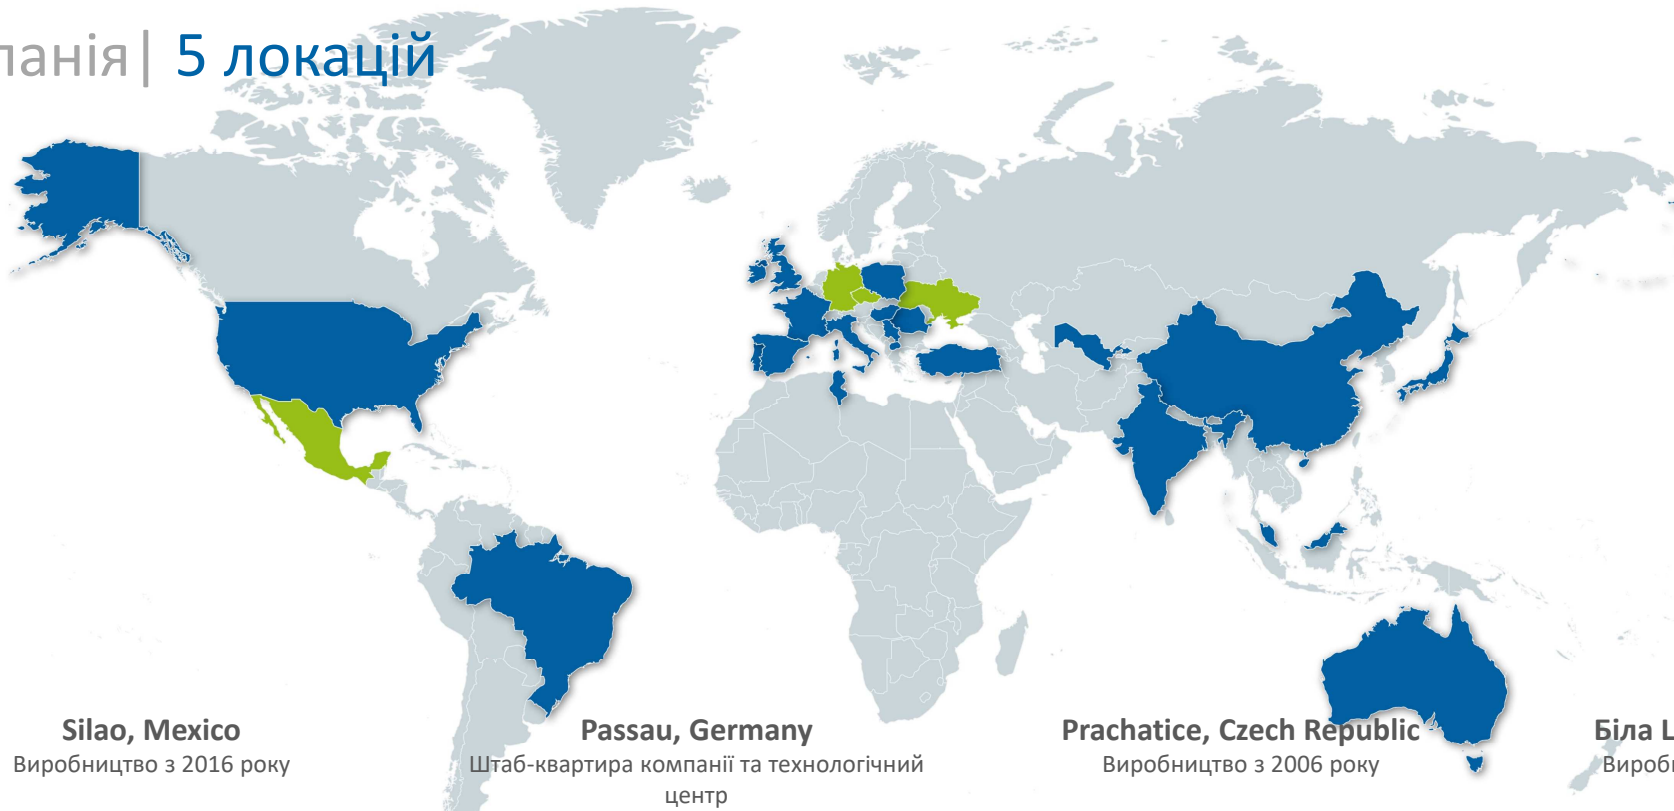 панія| 5 локацій
Silao, Mexico
Виробництво з 2016 року
Passau, Germany
Штаб-квартира компанії та технологічний
центр
Prachatice, Czech Republic
Виробництво з 2006 року
Біла